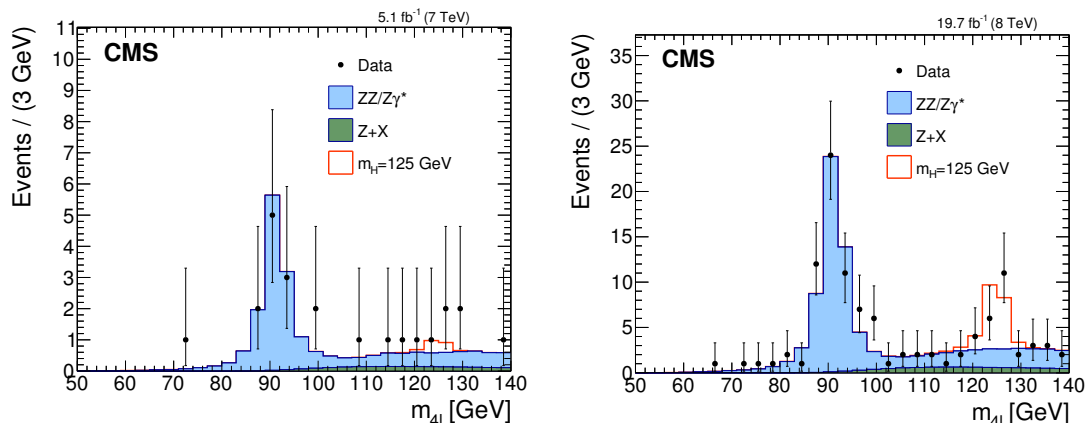 5.1 fb⁻¹ (7 TeV)
CMS
Data
ZZ/Zγ*
Z+X
m_H=125 GeV
Events / (3 GeV)
11
10
9
8
7
6
5
4
3
2
1
0
50 60 70 80 90 100 110 120 130 140
m_4l [GeV]
19.7 fb⁻¹ (8 TeV)
CMS
Data
ZZ/Zγ*
Z+X
m_H=125 GeV
Events / (3 GeV)
35
30
25
20
15
10
5
0
50 60 70 80 90 100 110 120 130 140
m_4l [GeV]